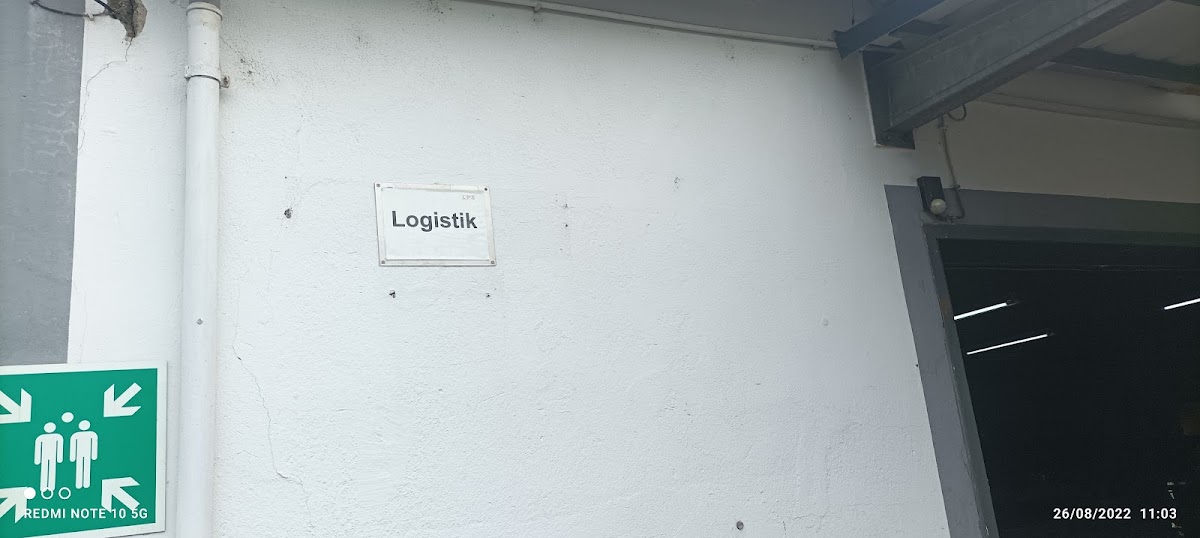 Logistik
REDMI NOTE 10 5G
26/08/2022 11:03